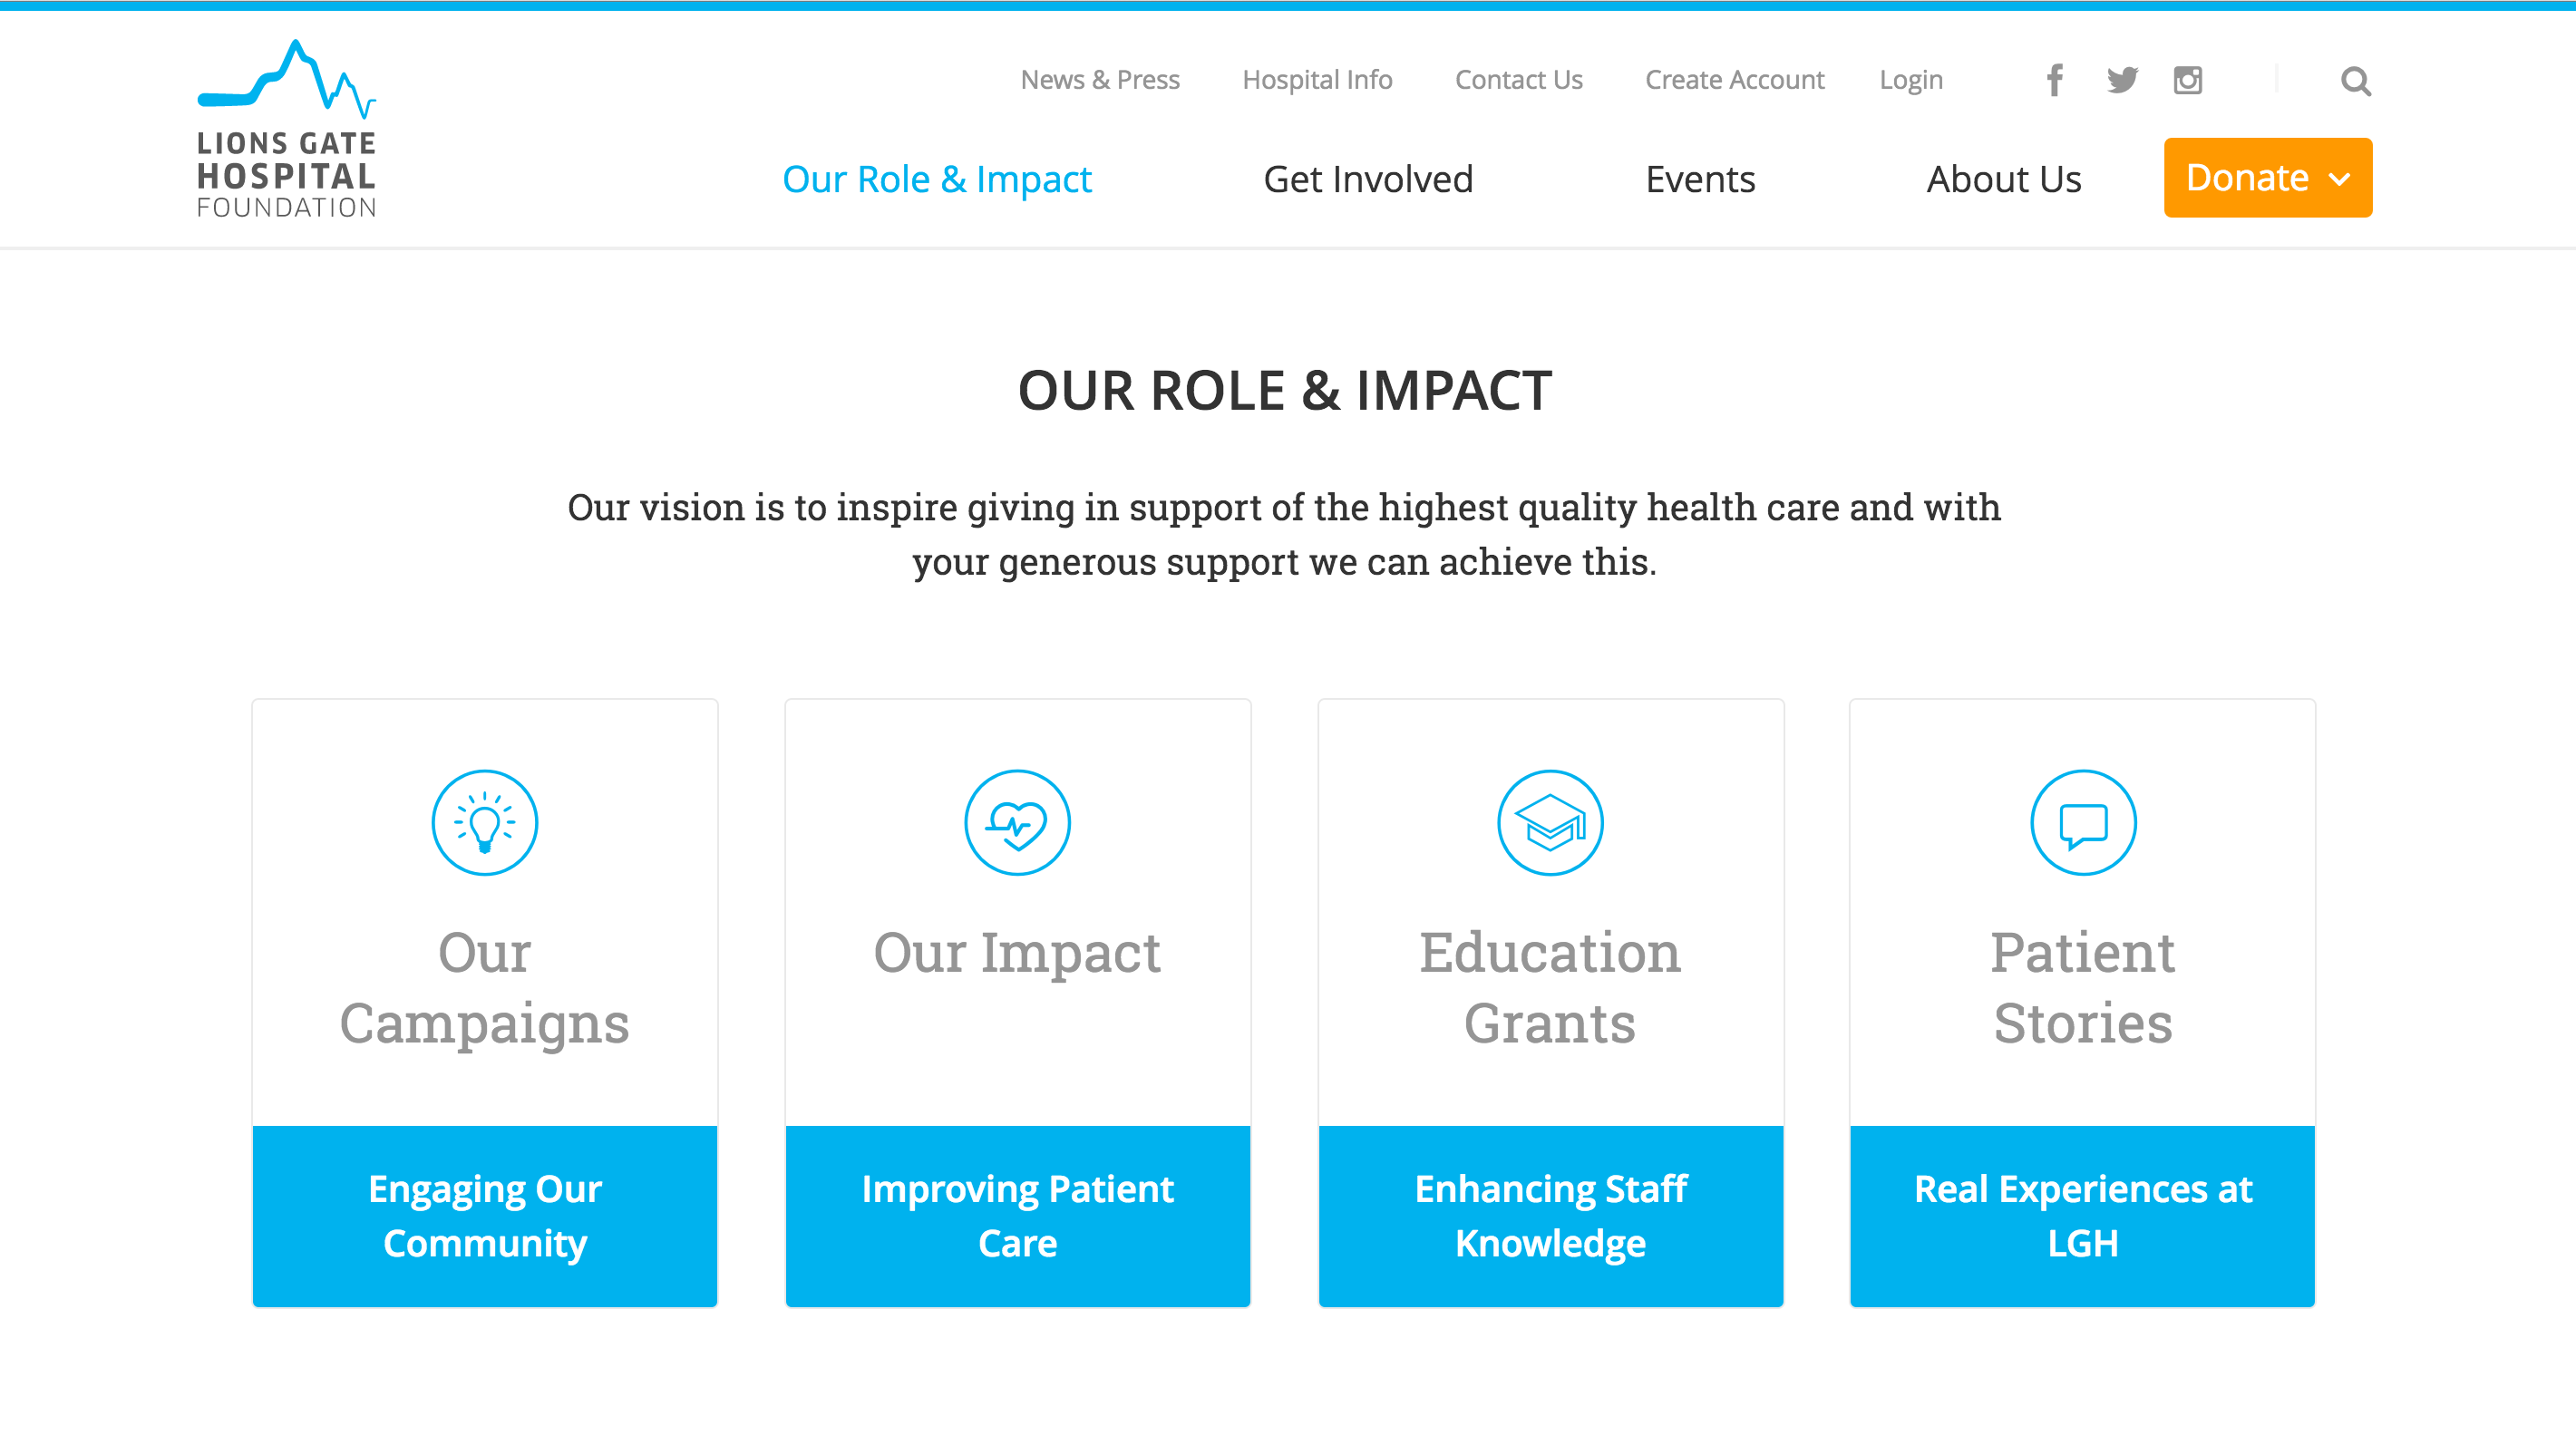 LIONS GATE
HOSPITAL
FOUNDATION
News & Press Hospital Info Contact Us Create Account Login
Our Role & Impact Get Involved Events About Us Donate
OUR ROLE & IMPACT
Our vision is to inspire giving in support of the highest quality health care and with
your generous support we can achieve this.
Our
Campaigns
Engaging Our
Community
Our Impact
Improving Patient
Care
Education
Grants
Enhancing Staff
Knowledge
Patient
Stories
Real Experiences at
LGH